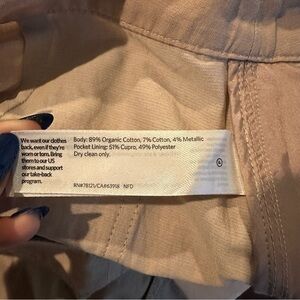 We want our clothes
back, even if they're
worn or torn. Bring
them to our US
stores and support
our take-back
program.
Body: 89% Organic Cotton, 7% Cotton, 4% Metallic
Pocket Lining: 51% Cupro, 49% Polyester
Dry clean only.
RN#78121/CA#63918 NFD